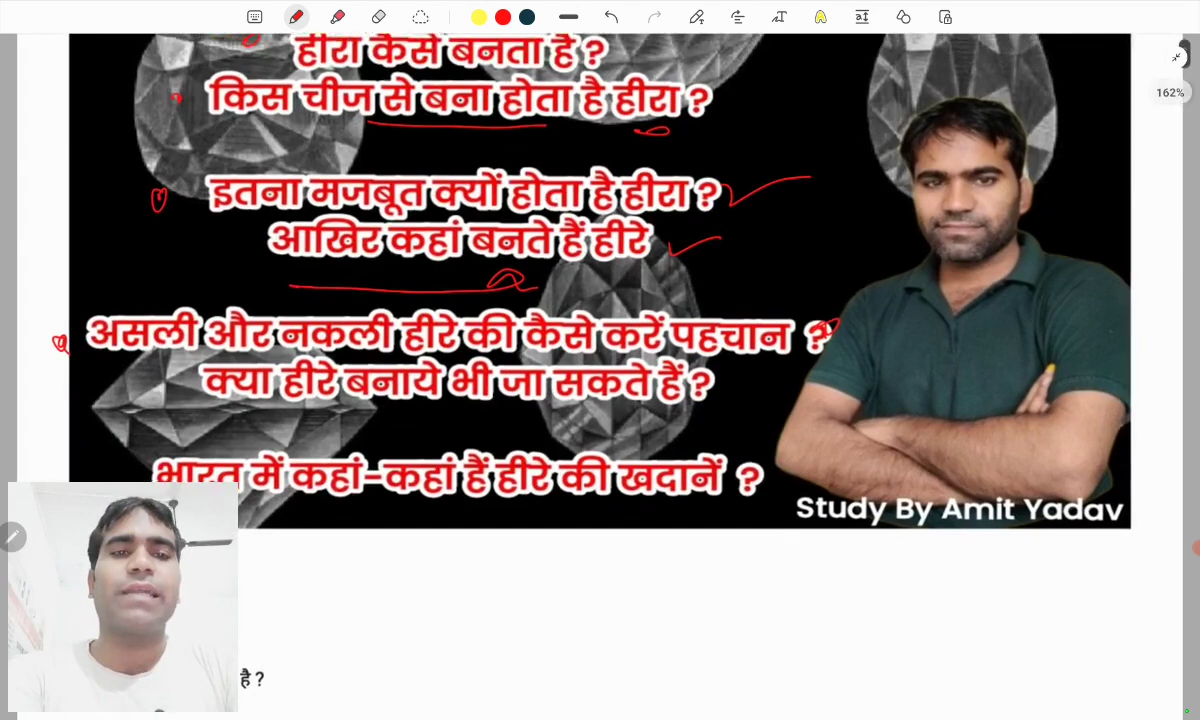 162%
हीरा कैसे बनता है ?
किस चीज से बना होता है हीरा ?
इतना मजबूत क्यों होता है हीरा ?
आखिर कहां बनते हैं हीरे
असली और नकली हीरे की कैसे करें पहचान ?
क्या हीरे बनाये भी जा सकते हैं ?
भारत में कहां-कहां हैं हीरे की खदानें ?
Study By Amit Yadav
है ?